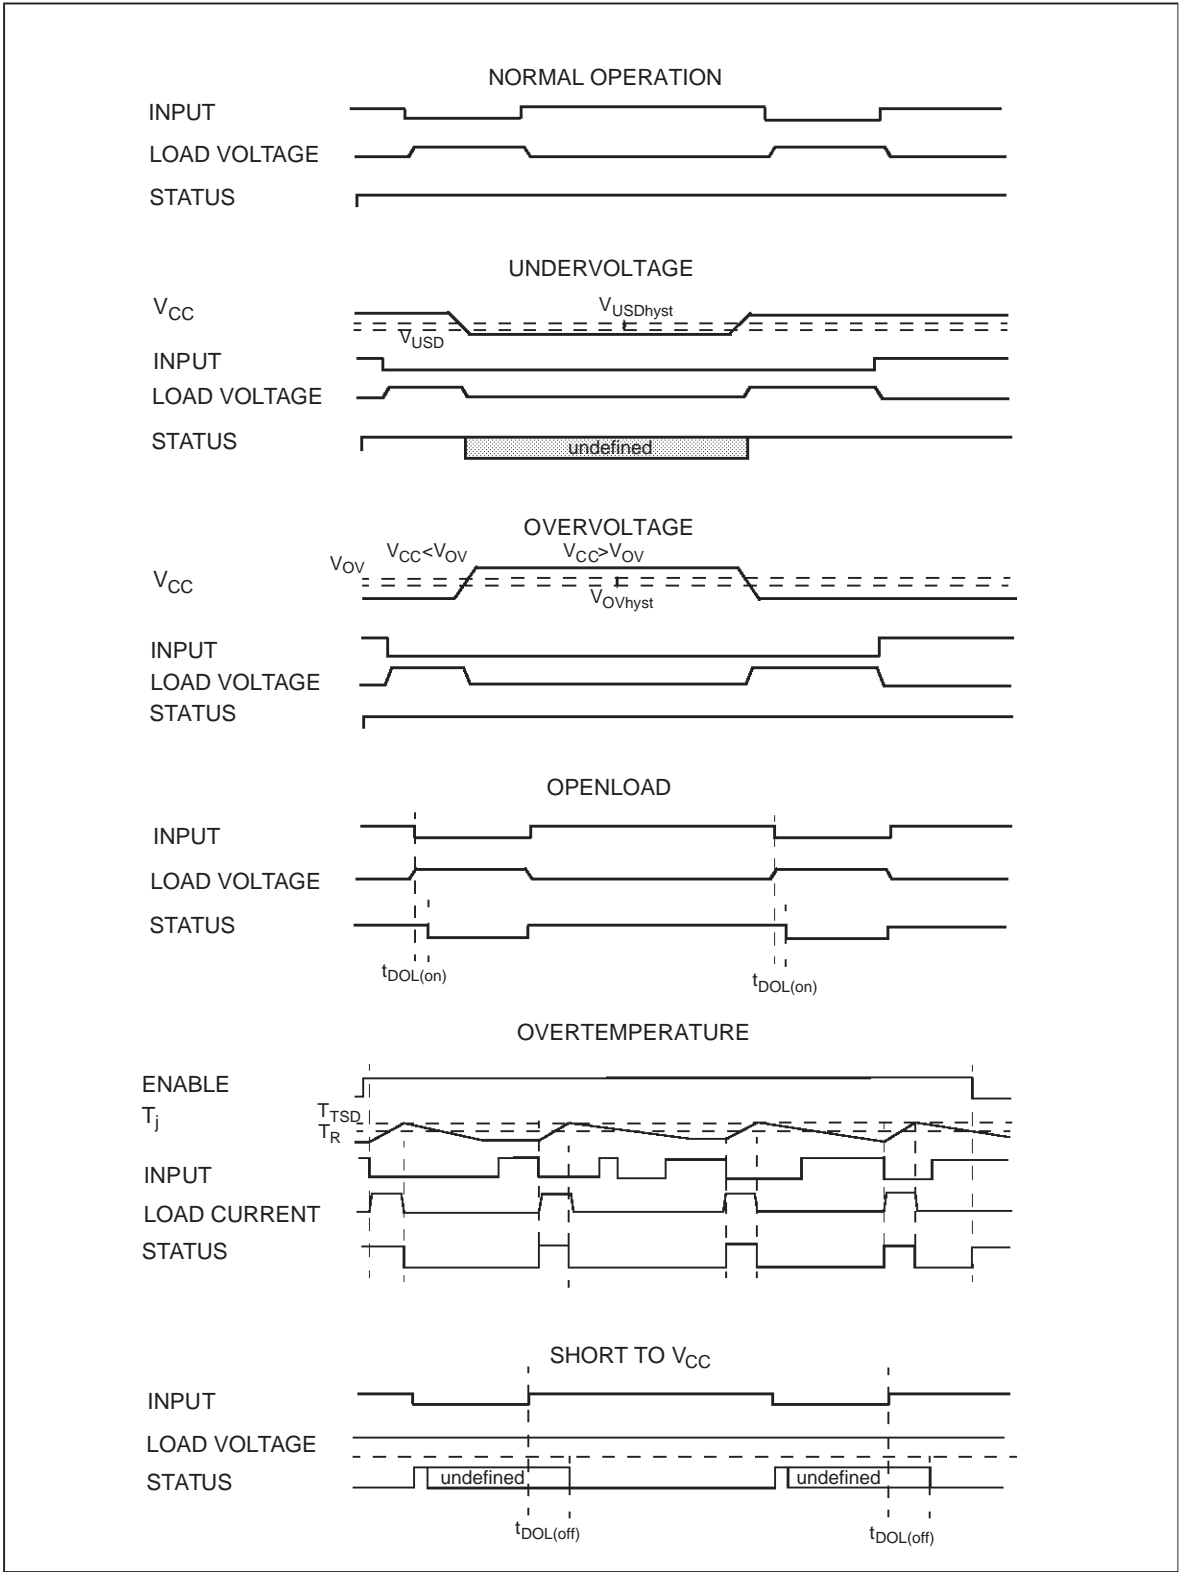 NORMAL OPERATION
INPUT
LOAD VOLTAGE
STATUS
UNDERVOLTAGE
VCC
VUSDhyst
VUSD
INPUT
LOAD VOLTAGE
STATUS
undefined
OVERVOLTAGE
VOV
VCC<VOV
VCC>VOV
VCC
VOVhyst
INPUT
LOAD VOLTAGE
STATUS
OPENLOAD
INPUT
LOAD VOLTAGE
STATUS
tDOL(on)
tDOL(on)
OVERTEMPERATURE
ENABLE
Tj
TTSD
TR
INPUT
LOAD CURRENT
STATUS
SHORT TO VCC
INPUT
LOAD VOLTAGE
STATUS
undefined
undefined
tDOL(off)
tDOL(off)